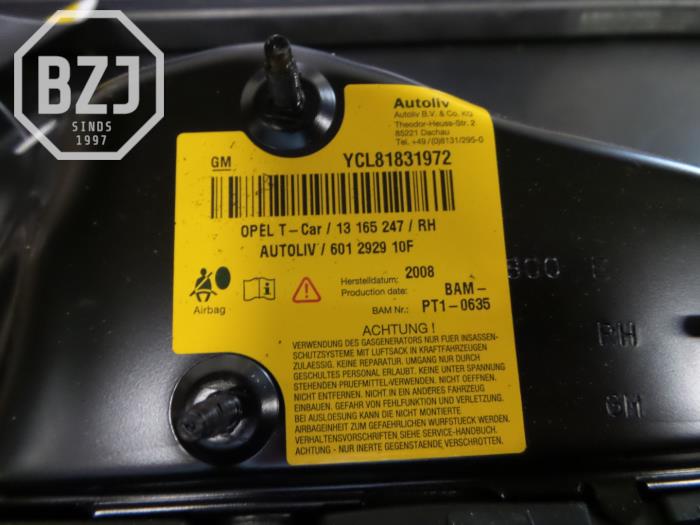 BZJ
SINDS
1997
Autoliv
Autoliv B.V. & Co. KG
Theodor-Heuss-Str. 2
85221 Dachau
Tel. +49/(0)8131/295-0
GM
YCL81831972
OPEL T-Car/13 165 247/RH
AUTOLIV/601 2929 10F
Airbag
Herstelldatum: 2008
Production date:
BAM-
BAM Nr.: PT1-0635
ACHTUNG!
VERWENDUNG DES GASGENERATORS NUR FUER INSASSEN-
SCHUTZSYSTEME MIT LUFTSACK IN KRAFTFAHRZEUGEN
ZULAESSIG. KEINE REPARATUR. UMGANG NUR DURCH
GESCHULTES PERSONAL ERLAUBT. KEINE UNTER SPANNUNG
STEHENDEN PRUEFMITTEL VERWENDEN. NICHT OEFFNEN.
NICHT ENTFERNEN. NICHT IN EIN ANDERES FAHRZEUG
EINBAUEN. GEFAHR VON FEHLFUNKTION UND VERLETZUNG.
BEI AUSLOESUNG KANN DIE NICHT MONTIERTE
AIRBAGEINHEIT ZUM GEFAEHRLICHEN WURFSTUECK WERDEN.
VERHALTENSVORSCHRIFTEN SIEHE SERVICE-HANDBUCH.
ACHTUNG - NUR INERTE GEGENSTAENDE VERSCHROTTEN.
RH
GM